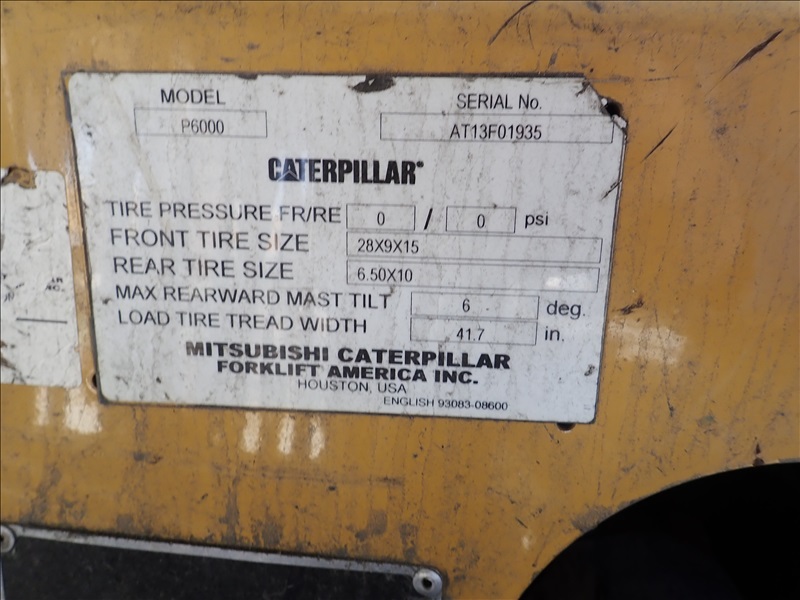 MODEL SERIAL No.
P6000 AT13F01935
CATERPILLAR®
TIRE PRESSURE FR/RE 0 / 0 psi
FRONT TIRE SIZE 28X9X15
REAR TIRE SIZE 6.50X10
MAX REARWARD MAST TILT 6 deg.
LOAD TIRE TREAD WIDTH 41.7 in.
MITSUBISHI CATERPILLAR
FORKLIFT AMERICA INC.
HOUSTON, USA
ENGLISH 93083-08600